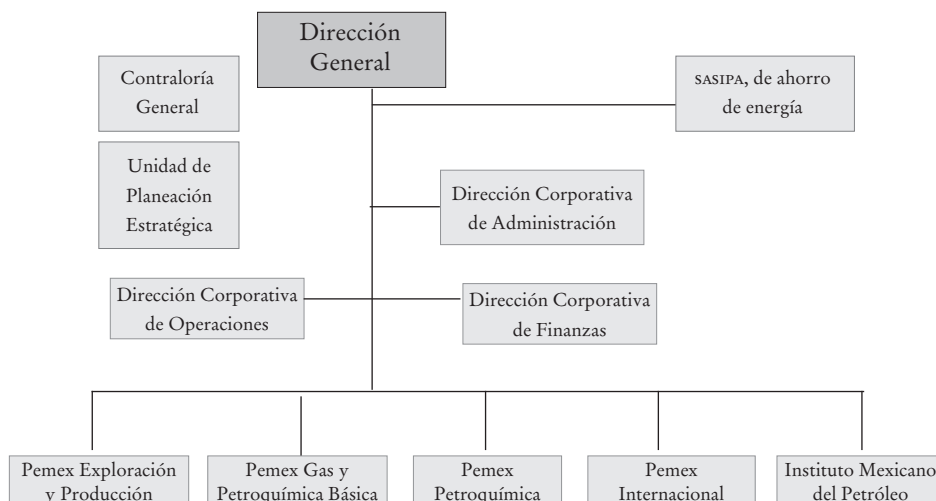 Dirección
General
Contraloría
General
SASIPA, de ahorro
de energía
Unidad de
Planeación
Estratégica
Dirección Corporativa
de Administración
Dirección Corporativa
de Operaciones
Dirección Corporativa
de Finanzas
Pemex Exploración
y Producción
Pemex Gas y
Petroquímica Básica
Pemex
Petroquímica
Pemex
Internacional
Instituto Mexicano
del Petróleo